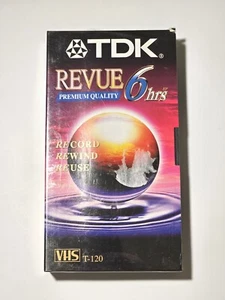 TDK®
REVUE 6hrs
PREMIUM QUALITY
RECORD
REWIND
REUSE
VHS T-120